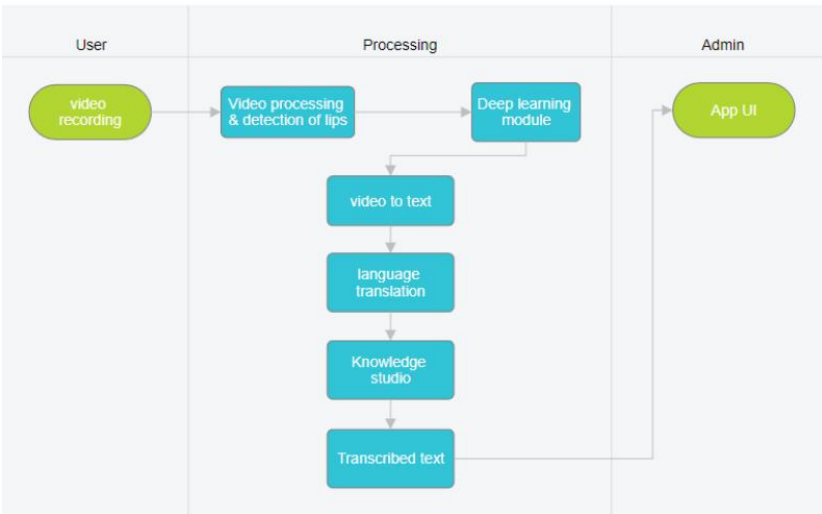 User
Processing
Admin
video
recording
Video processing
& detection of lips
Deep learning
module
App UI
video to text
language
translation
Knowledge
studio
Transcribed text